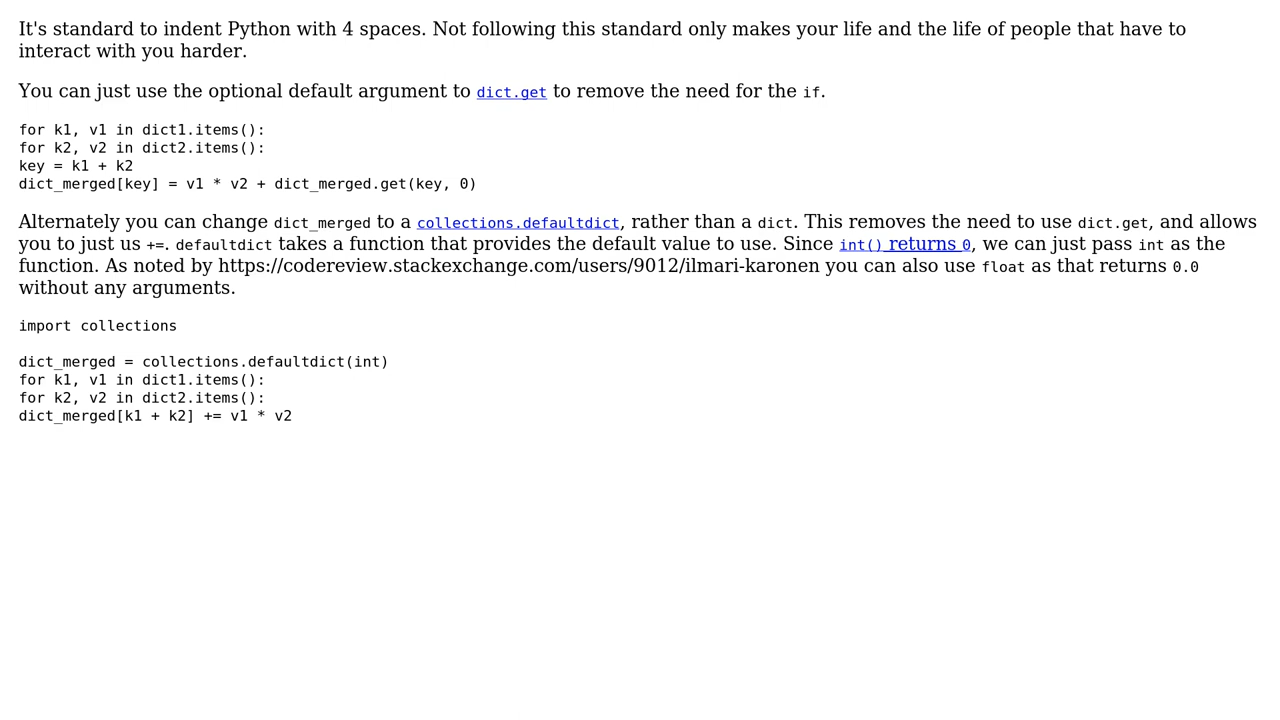 It's standard to indent Python with 4 spaces. Not following this standard only makes your life and the life of people that have to
interact with you harder.
You can just use the optional default argument to dict.get to remove the need for the if.
for k1, v1 in dict1.items():
for k2, v2 in dict2.items():
key = k1 + k2
dict_merged[key] = v1 * v2 + dict_merged.get(key, 0)
Alternately you can change dict_merged to a collections.defaultdict, rather than a dict. This removes the need to use dict.get, and allows
you to just us +=. defaultdict takes a function that provides the default value to use. Since int() returns 0, we can just pass int as the
function. As noted by https://codereview.stackexchange.com/users/9012/ilmari-karonen you can also use float as that returns 0.0
without any arguments.
import collections
dict_merged = collections.defaultdict(int)
for k1, v1 in dict1.items():
for k2, v2 in dict2.items():
dict_merged[k1 + k2] += v1 * v2